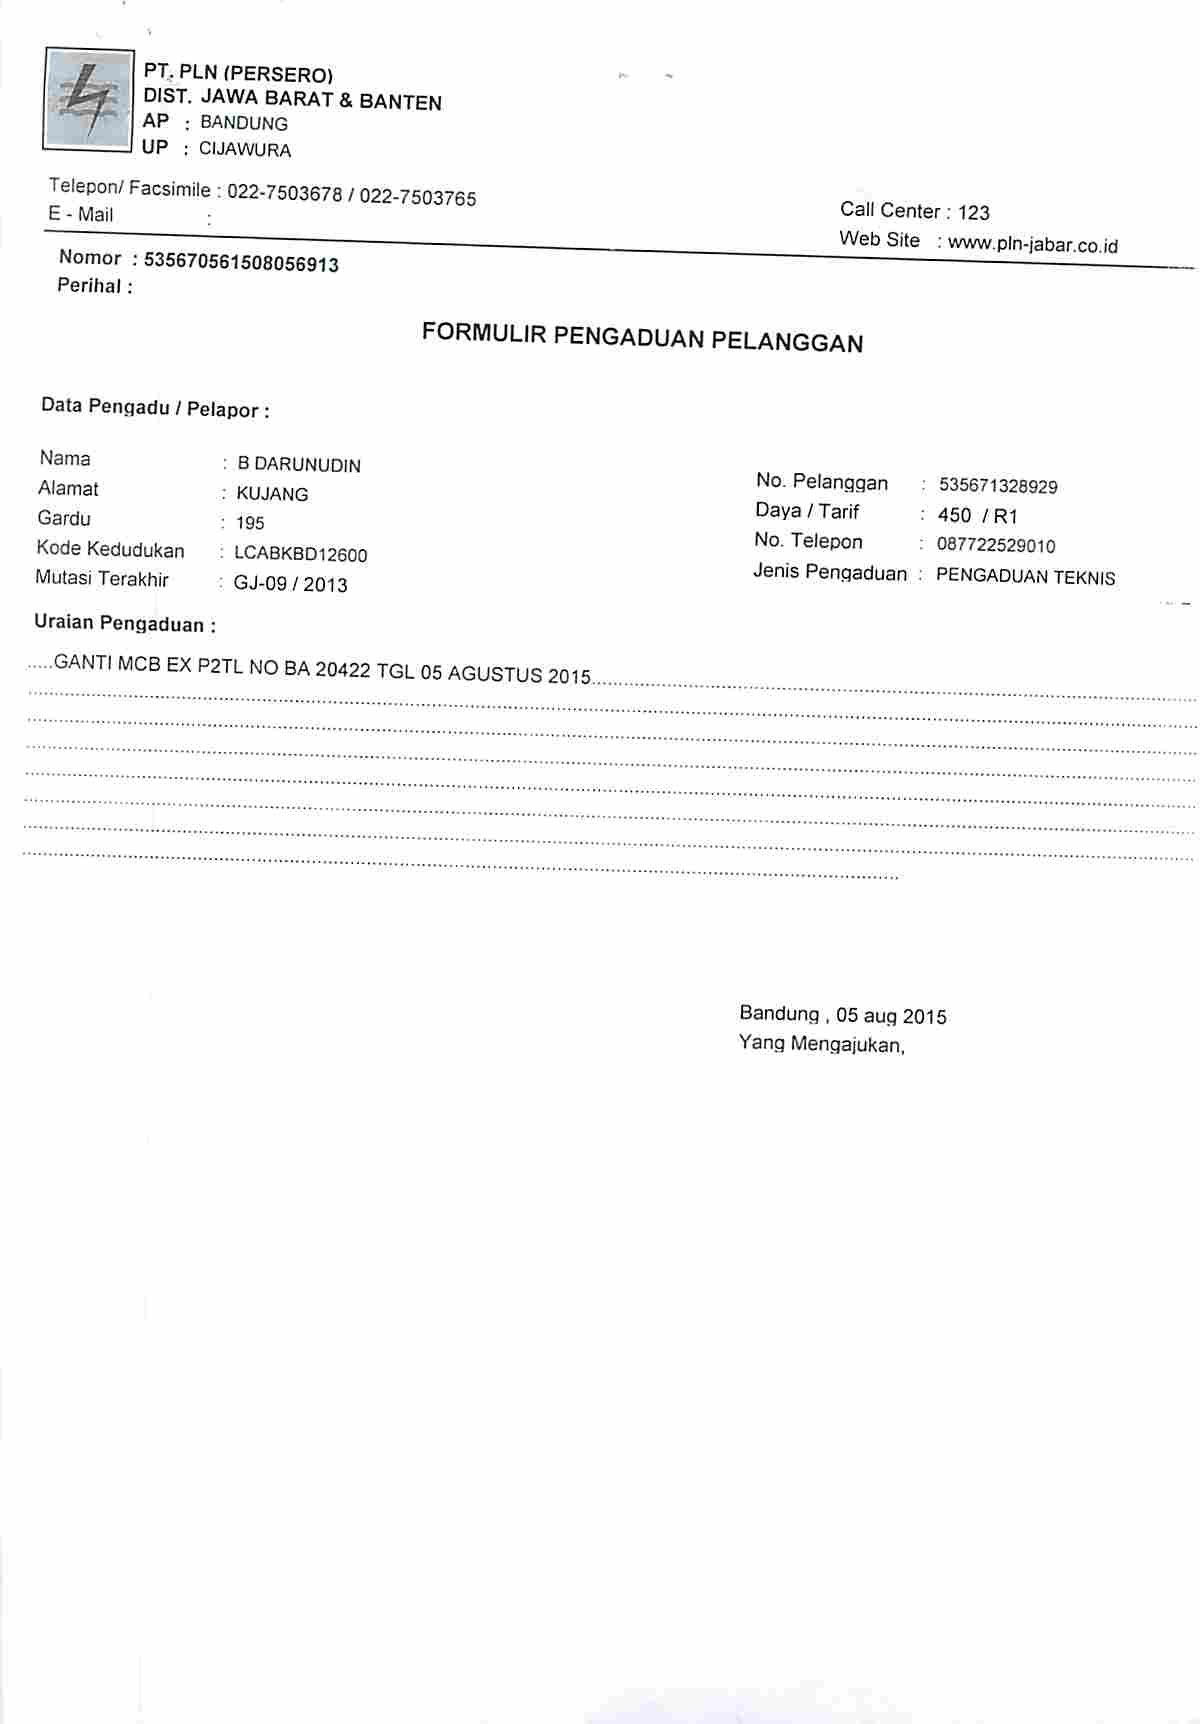 PT. PLN (PERSERO)
DIST. JAWA BARAT & BANTEN
AP : BANDUNG
UP : CIJAWURA
Telepon/ Facsimile : 022-7503678 / 022-7503765
E - Mail :
Call Center : 123
Web Site : www.pln-jabar.co.id
Nomor : 535670561508056913
Perihal :
FORMULIR PENGADUAN PELANGGAN
Data Pengadu / Pelapor :
Nama : B DARUNUDIN
Alamat : KUJANG
Gardu : 195
Kode Kedudukan : LCABKBD12600
Mutasi Terakhir : GJ-09 / 2013
No. Pelanggan : 535671328929
Daya / Tarif : 450 / R1
No. Telepon : 087722529010
Jenis Pengaduan : PENGADUAN TEKNIS
Uraian Pengaduan :
.....GANTI MCB EX P2TL NO BA 20422 TGL 05 AGUSTUS 2015.....
Bandung , 05 aug 2015
Yang Mengajukan,